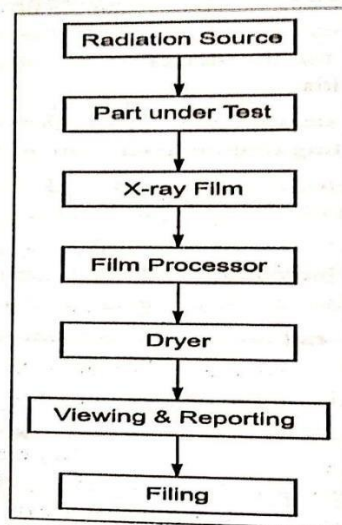 Radiation Source
Part under Test
X-ray Film
Film Processor
Dryer
Viewing & Reporting
Filing